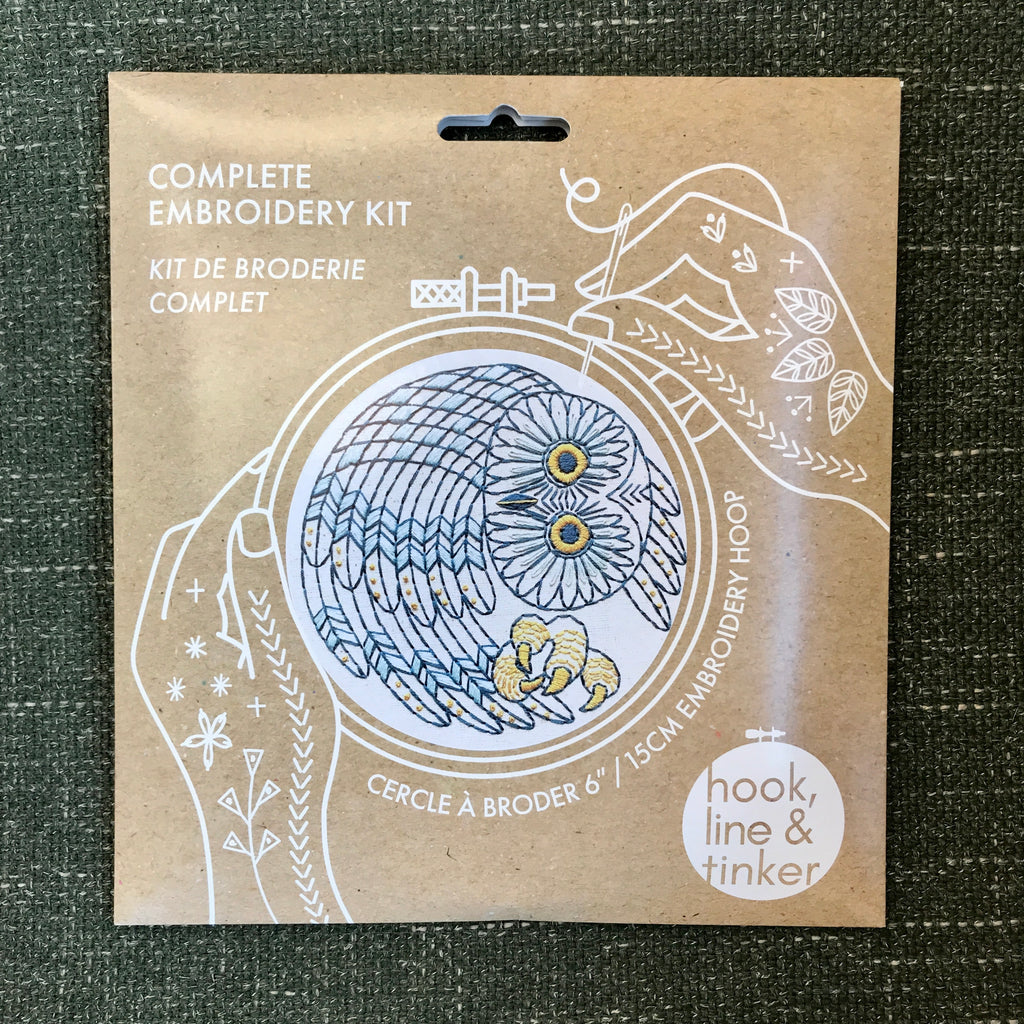 COMPLETE
EMBROIDERY KIT
KIT DE BRODERIE
COMPLET
CERCLE À BRODER 6" / 15CM EMBROIDERY HOOP
hook,
line &
tinker